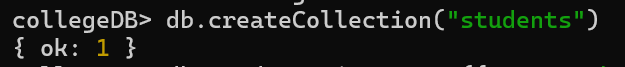 collegeDB> db.createCollection("students")
{ ok: 1 }